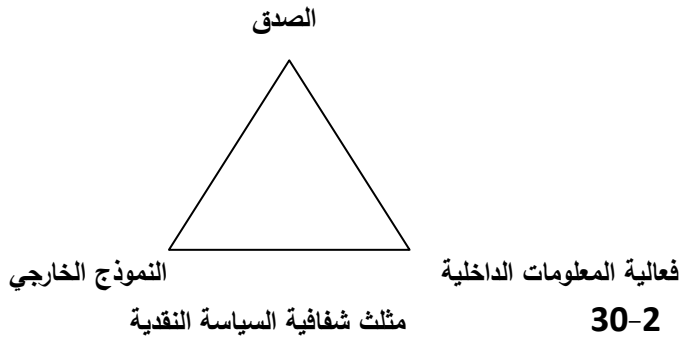 الصدق
فعالية المعلومات الداخلية النموذج الخارجي
30-2 مثلث شفافية السياسة النقدية